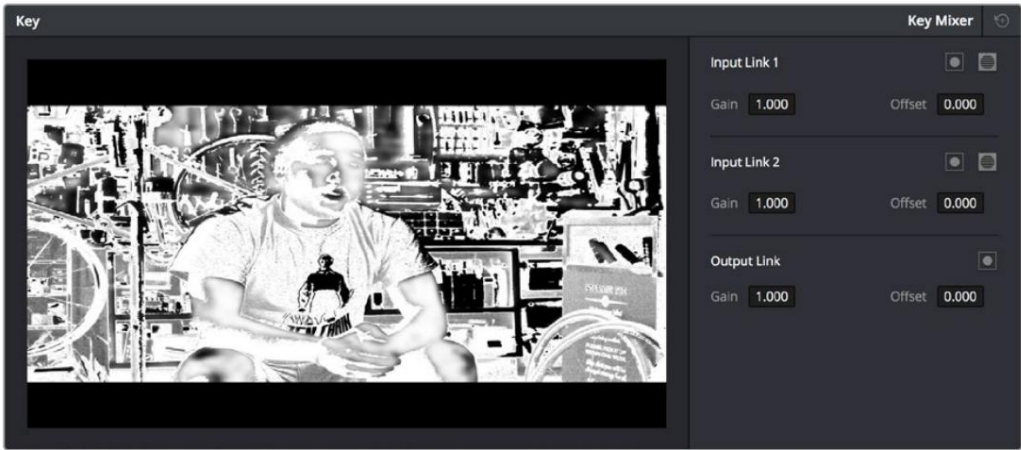 Key
Key Mixer
Input Link 1
Gain 1.000 Offset 0.000
Input Link 2
Gain 1.000 Offset 0.000
Output Link
Gain 1.000 Offset 0.000
CHAIN